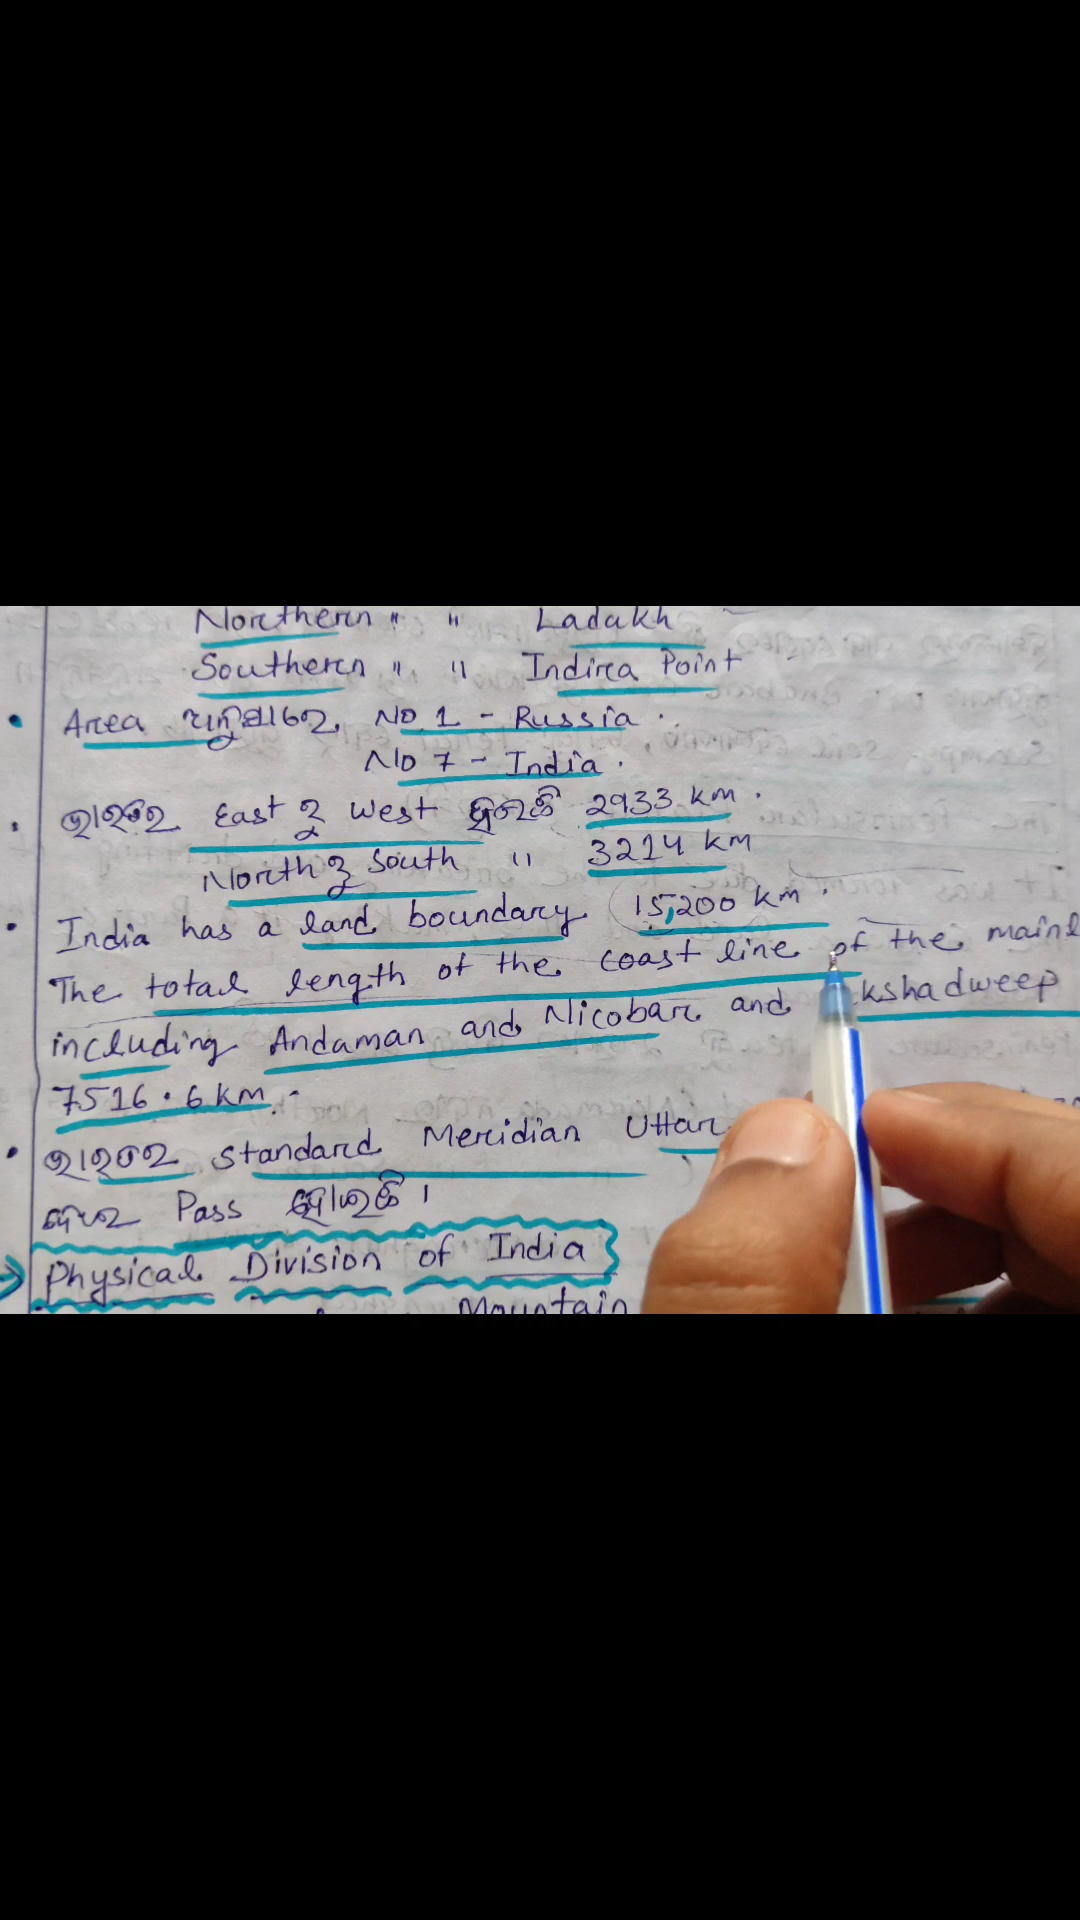 Northern " " Ladakh
Southern " " Indira Point
Area ଅନୁସାରେ, No 1 - Russia
No 7 - India.
ଭାରତର East ରୁ West ଦୂରତ୍ୱ 2933 km.
North ରୁ South " 3214 km
India has a land boundary 15,200 km.
The total length of the coast line of the mainl
including Andaman and Nicobar and kshadweep
7516.6 km.
ଭାରତର standard Meridian Uttar
ଦେଇ Pass ହୋଇଛି ।
Physical Division of India
Mountain